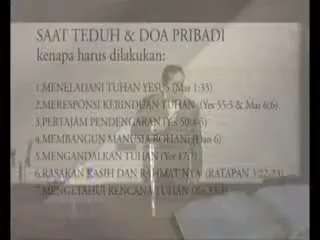 SAAT TEDUH & DOA PRIBADI
kenapa harus dilakukan:
1.MENELADANI TUHAN YESUS (Mar 1:35)
2.MERESPONSI KERINDUAN TUHAN (Yes 55:3 & Mat 6:6)
3.PERTAJAM PENDENGARAN (Yes 50:4-5)
4.MEMBANGUN MANUSIA ROHANI (Dan 6)
5.MENGANDALKAN TUHAN (Yer 17:7)
6.RASAKAN KASIH DAN RAHMAT'NYA (RATAPAN 3:22-23)
7.MENGETAHUI RENCANA TUHAN